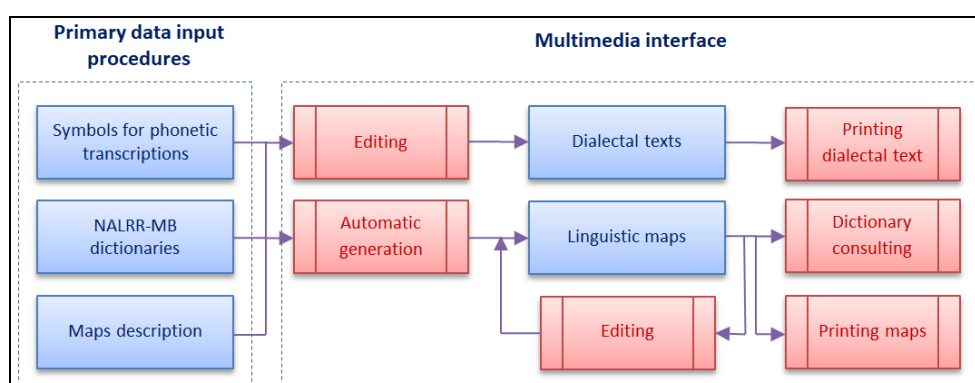 Primary data input
procedures
Multimedia interface
Symbols for phonetic
transcriptions
Editing
Dialectal texts
Printing
dialectal text
NALRR-MB
dictionaries
Automatic
generation
Linguistic maps
Dictionary
consulting
Maps description
Editing
Printing maps